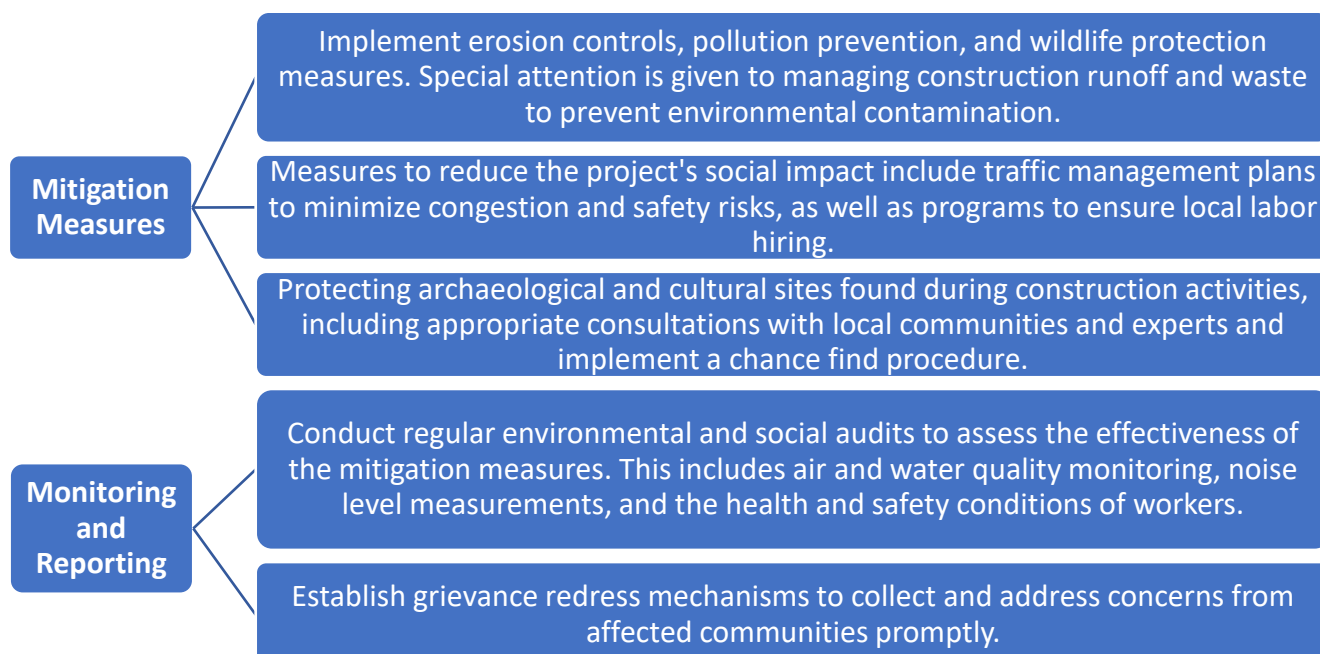 Implement erosion controls, pollution prevention, and wildlife protection
measures. Special attention is given to managing construction runoff and waste
to prevent environmental contamination.
Mitigation
Measures
Measures to reduce the project's social impact include traffic management plans
to minimize congestion and safety risks, as well as programs to ensure local labor
hiring.
Protecting archaeological and cultural sites found during construction activities,
including appropriate consultations with local communities and experts and
implement a chance find procedure.
Monitoring
and
Reporting
Conduct regular environmental and social audits to assess the effectiveness of
the mitigation measures. This includes air and water quality monitoring, noise
level measurements, and the health and safety conditions of workers.
Establish grievance redress mechanisms to collect and address concerns from
affected communities promptly.